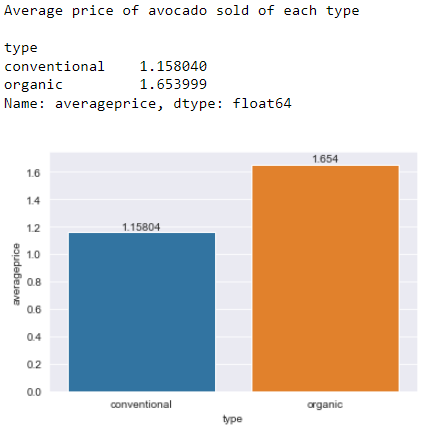 Average price of avocado sold of each type
type
conventional    1.158040
organic         1.653999
Name: averageprice, dtype: float64
1.654
1.6
1.4
1.2
1.15804
1.0
0.8
0.6
0.4
0.2
0.0
averageprice
conventional organic
type